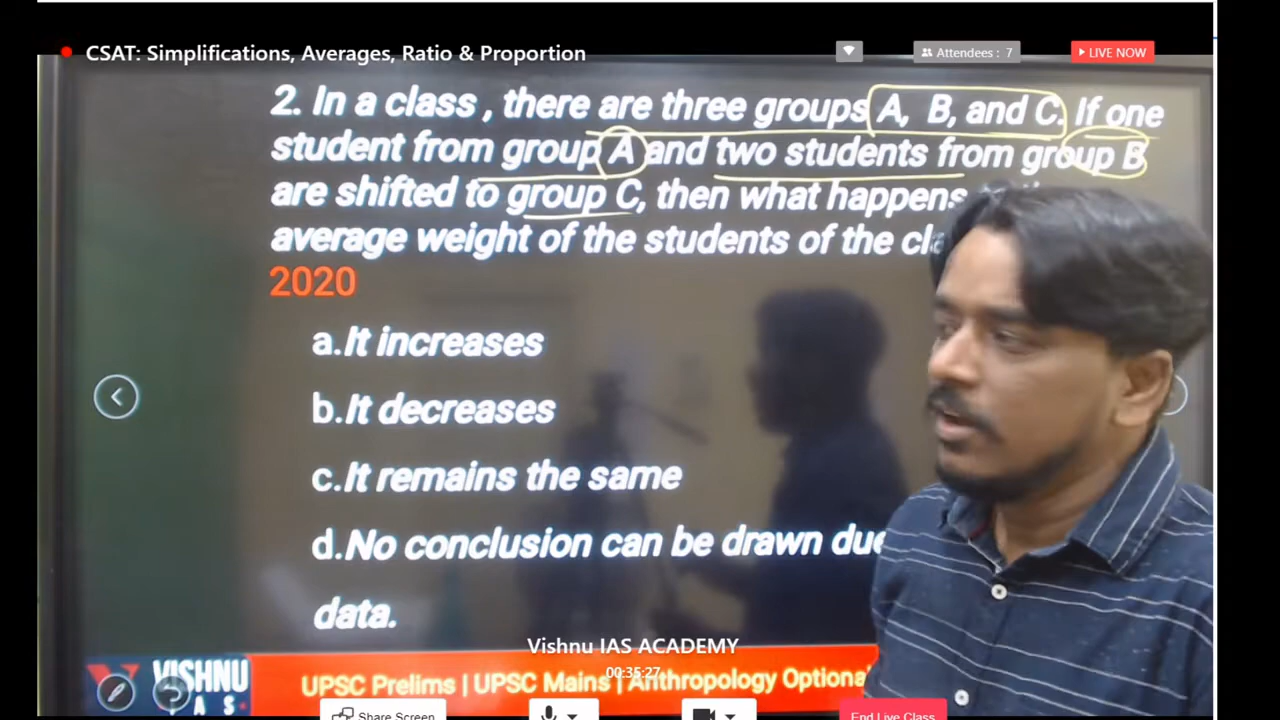 CSAT: Simplifications, Averages, Ratio & Proportion
Attendees : 7
LIVE NOW
2. In a class , there are three groups A, B, and C. If one
student from group A and two students from group B
are shifted to group C, then what happens
average weight of the students of the
2020
a. It increases
b. It decreases
c. It remains the same
d. No conclusion can be drawn due
data.
Vishnu IAS ACADEMY
00:35:27
VISHNU
I A S
UPSC Prelims | UPSC Mains | Anthropology Optiona
Share Screen
End Live Class